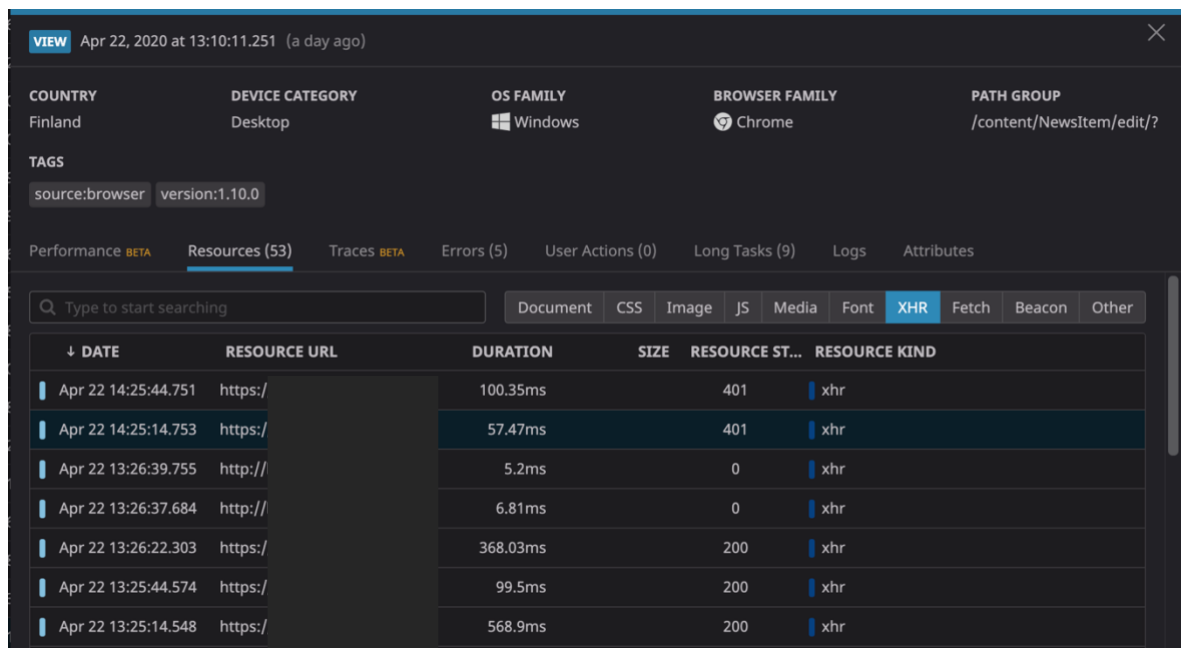 VIEW Apr 22, 2020 at 13:10:11.251 (a day ago)
COUNTRY DEVICE CATEGORY OS FAMILY BROWSER FAMILY PATH GROUP
Finland Desktop Windows Chrome /content/NewsItem/edit/?
TAGS
source:browser version:1.10.0
Performance BETA Resources (53) Traces BETA Errors (5) User Actions (0) Long Tasks (9) Logs Attributes
Type to start searching Document CSS Image JS Media Font XHR Fetch Beacon Other
↓ DATE RESOURCE URL DURATION SIZE RESOURCE ST... RESOURCE KIND
Apr 22 14:25:44.751 https:/ 100.35ms 401 xhr
Apr 22 14:25:14.753 https:/ 57.47ms 401 xhr
Apr 22 13:26:39.755 http:// 5.2ms 0 xhr
Apr 22 13:26:37.684 http:// 6.81ms 0 xhr
Apr 22 13:26:22.303 https:/ 368.03ms 200 xhr
Apr 22 13:25:44.574 https:/ 99.5ms 200 xhr
Apr 22 13:25:14.548 https:/ 568.9ms 200 xhr